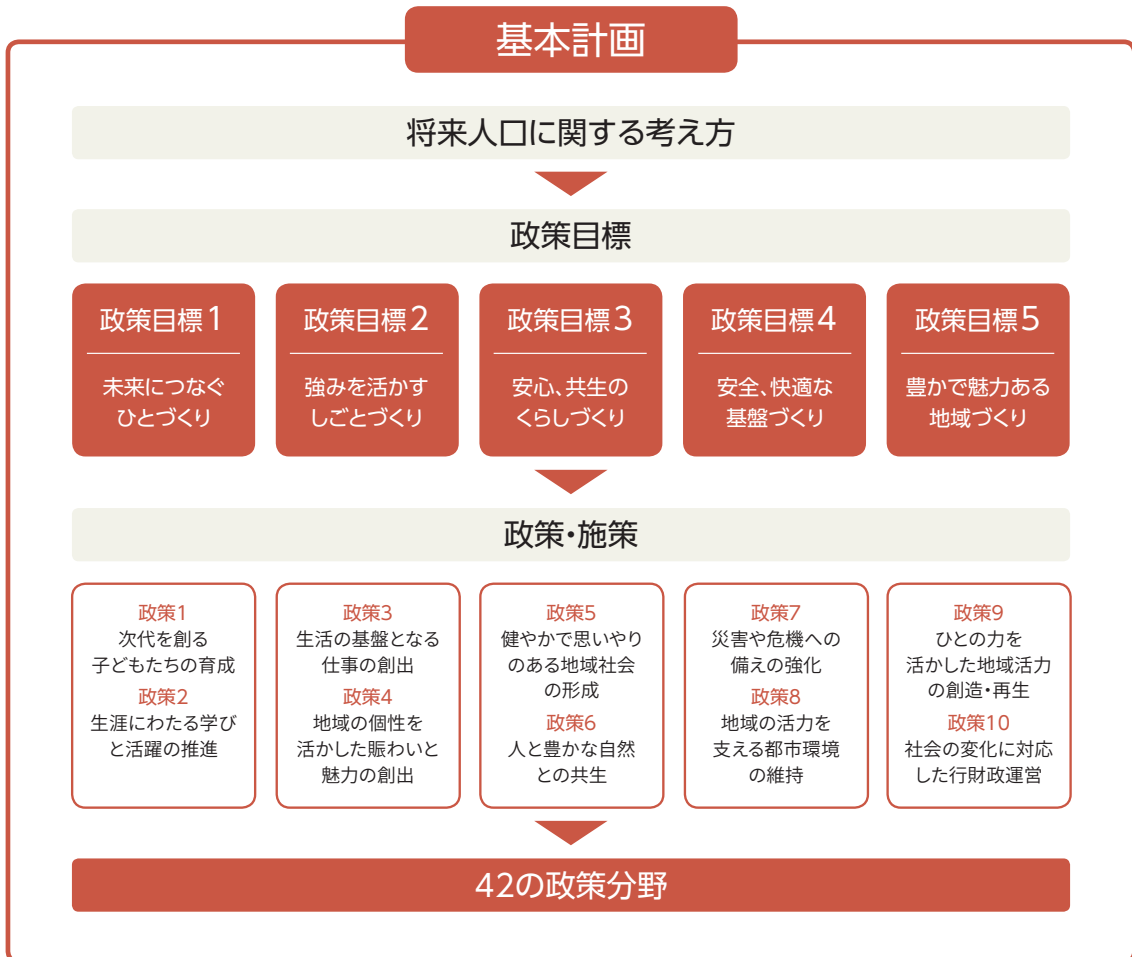 基本計画
将来人口に関する考え方
政策目標
政策目標1
未来につなぐ
ひとづくり
政策目標2
強みを活かす
しごとづくり
政策目標3
安心、共生の
くらしづくり
政策目標4
安全、快適な
基盤づくり
政策目標5
豊かで魅力ある
地域づくり
政策・施策
政策1
次代を創る
子どもたちの育成
政策2
生涯にわたる学び
と活躍の推進
政策3
生活の基盤となる
仕事の創出
政策4
地域の個性を
活かした賑わいと
魅力の創出
政策5
健やかで思いやり
のある地域社会
の形成
政策6
人と豊かな自然
との共生
政策7
災害や危機への
備えの強化
政策8
地域の活力を
支える都市環境
の維持
政策9
ひとの力を
活かした地域活力
の創造・再生
政策10
社会の変化に対応
した行財政運営
42の政策分野